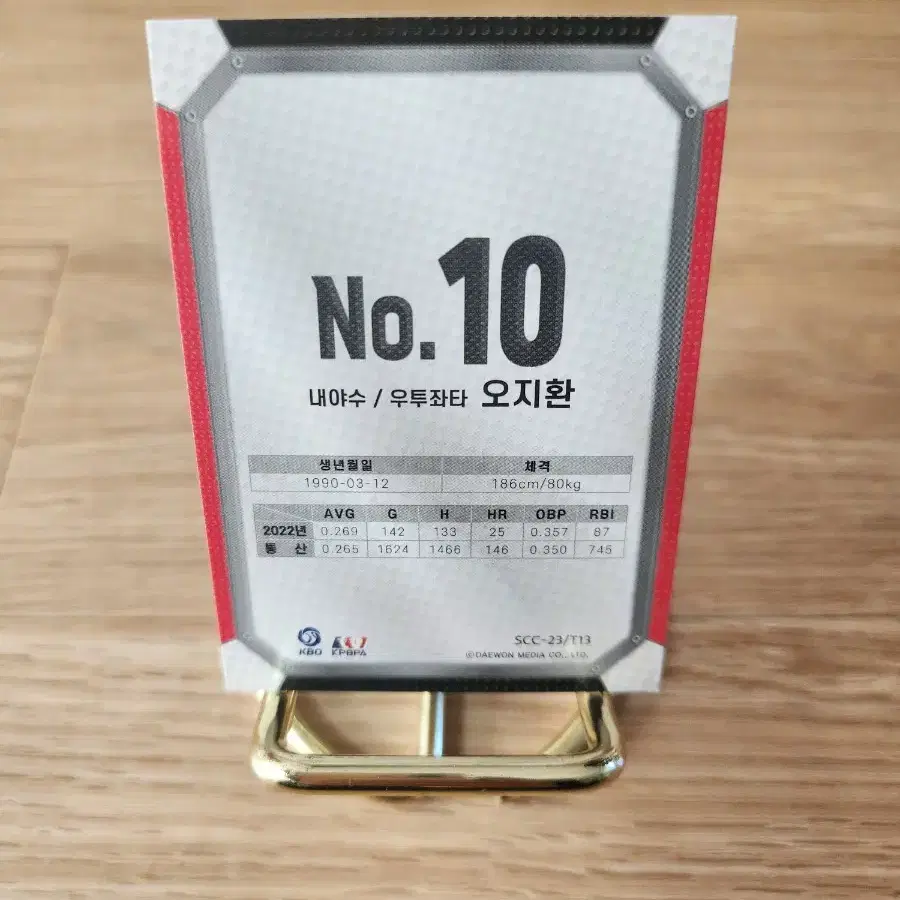 No.10
내야수 / 우투좌타 오지환
생년월일 체격
1990-03-12 186cm/80kg
AVG G H HR OBP RBI
2022년 0.269 142 133 25 0.357 87
통 산 0.265 1624 1466 146 0.350 745
SCC-23/T13
KBO KPBPA ©DAEWON MEDIA CO., LTD.